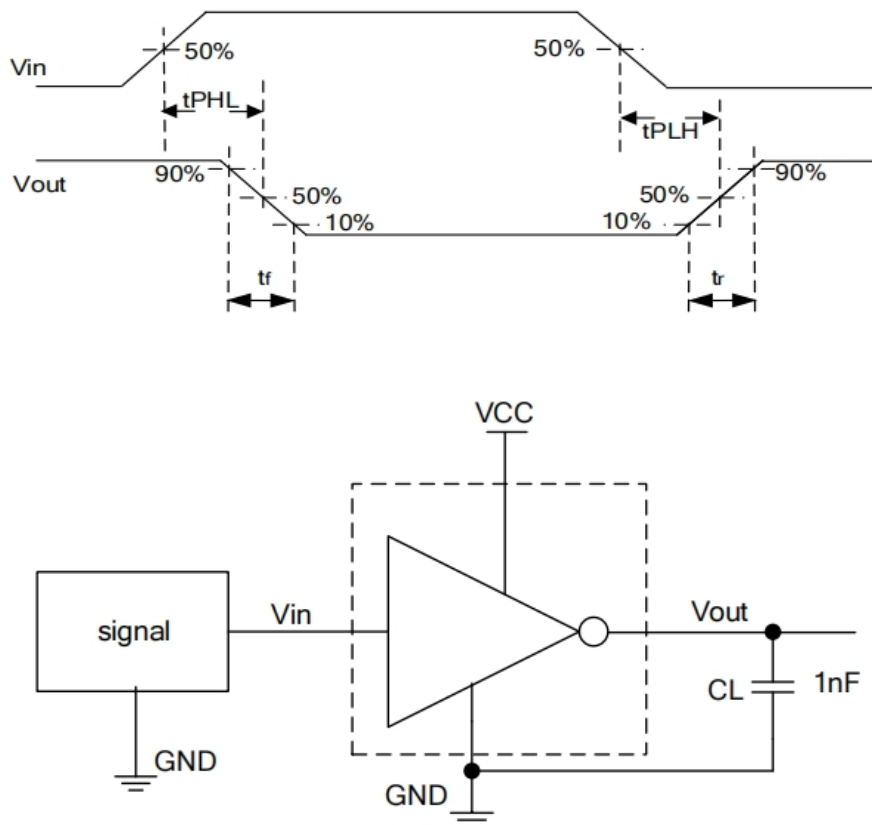 50%
50%
Vin
tPHL
tPLH
90%
90%
Vout
50%
50%
10%
10%
tf
tr
VCC
signal
Vin
Vout
CL
1nF
GND
GND